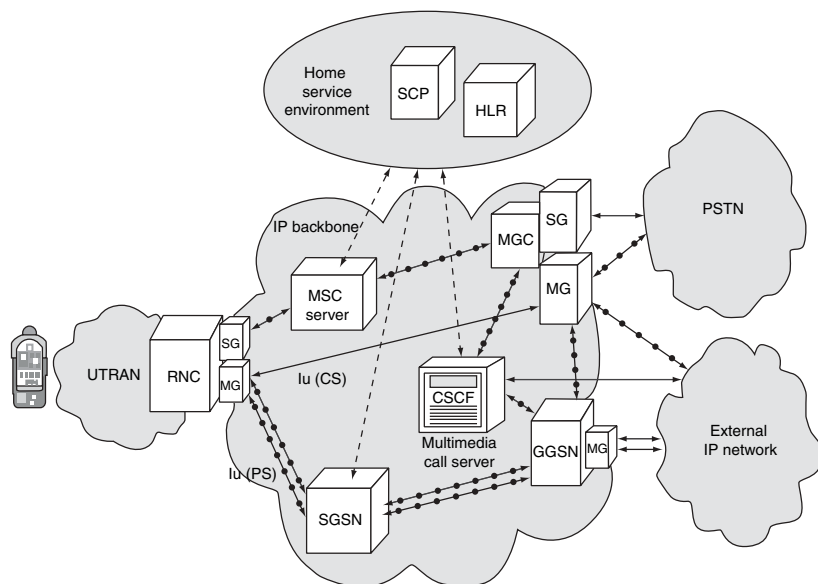 Home
service
environment
SCP
HLR
IP backbone
MGC
SG
PSTN
MSC
server
MG
SG
UTRAN
RNC
MG
Iu (CS)
CSCF
Multimedia
call server
GGSN
MG
External
IP network
Iu (PS)
SGSN